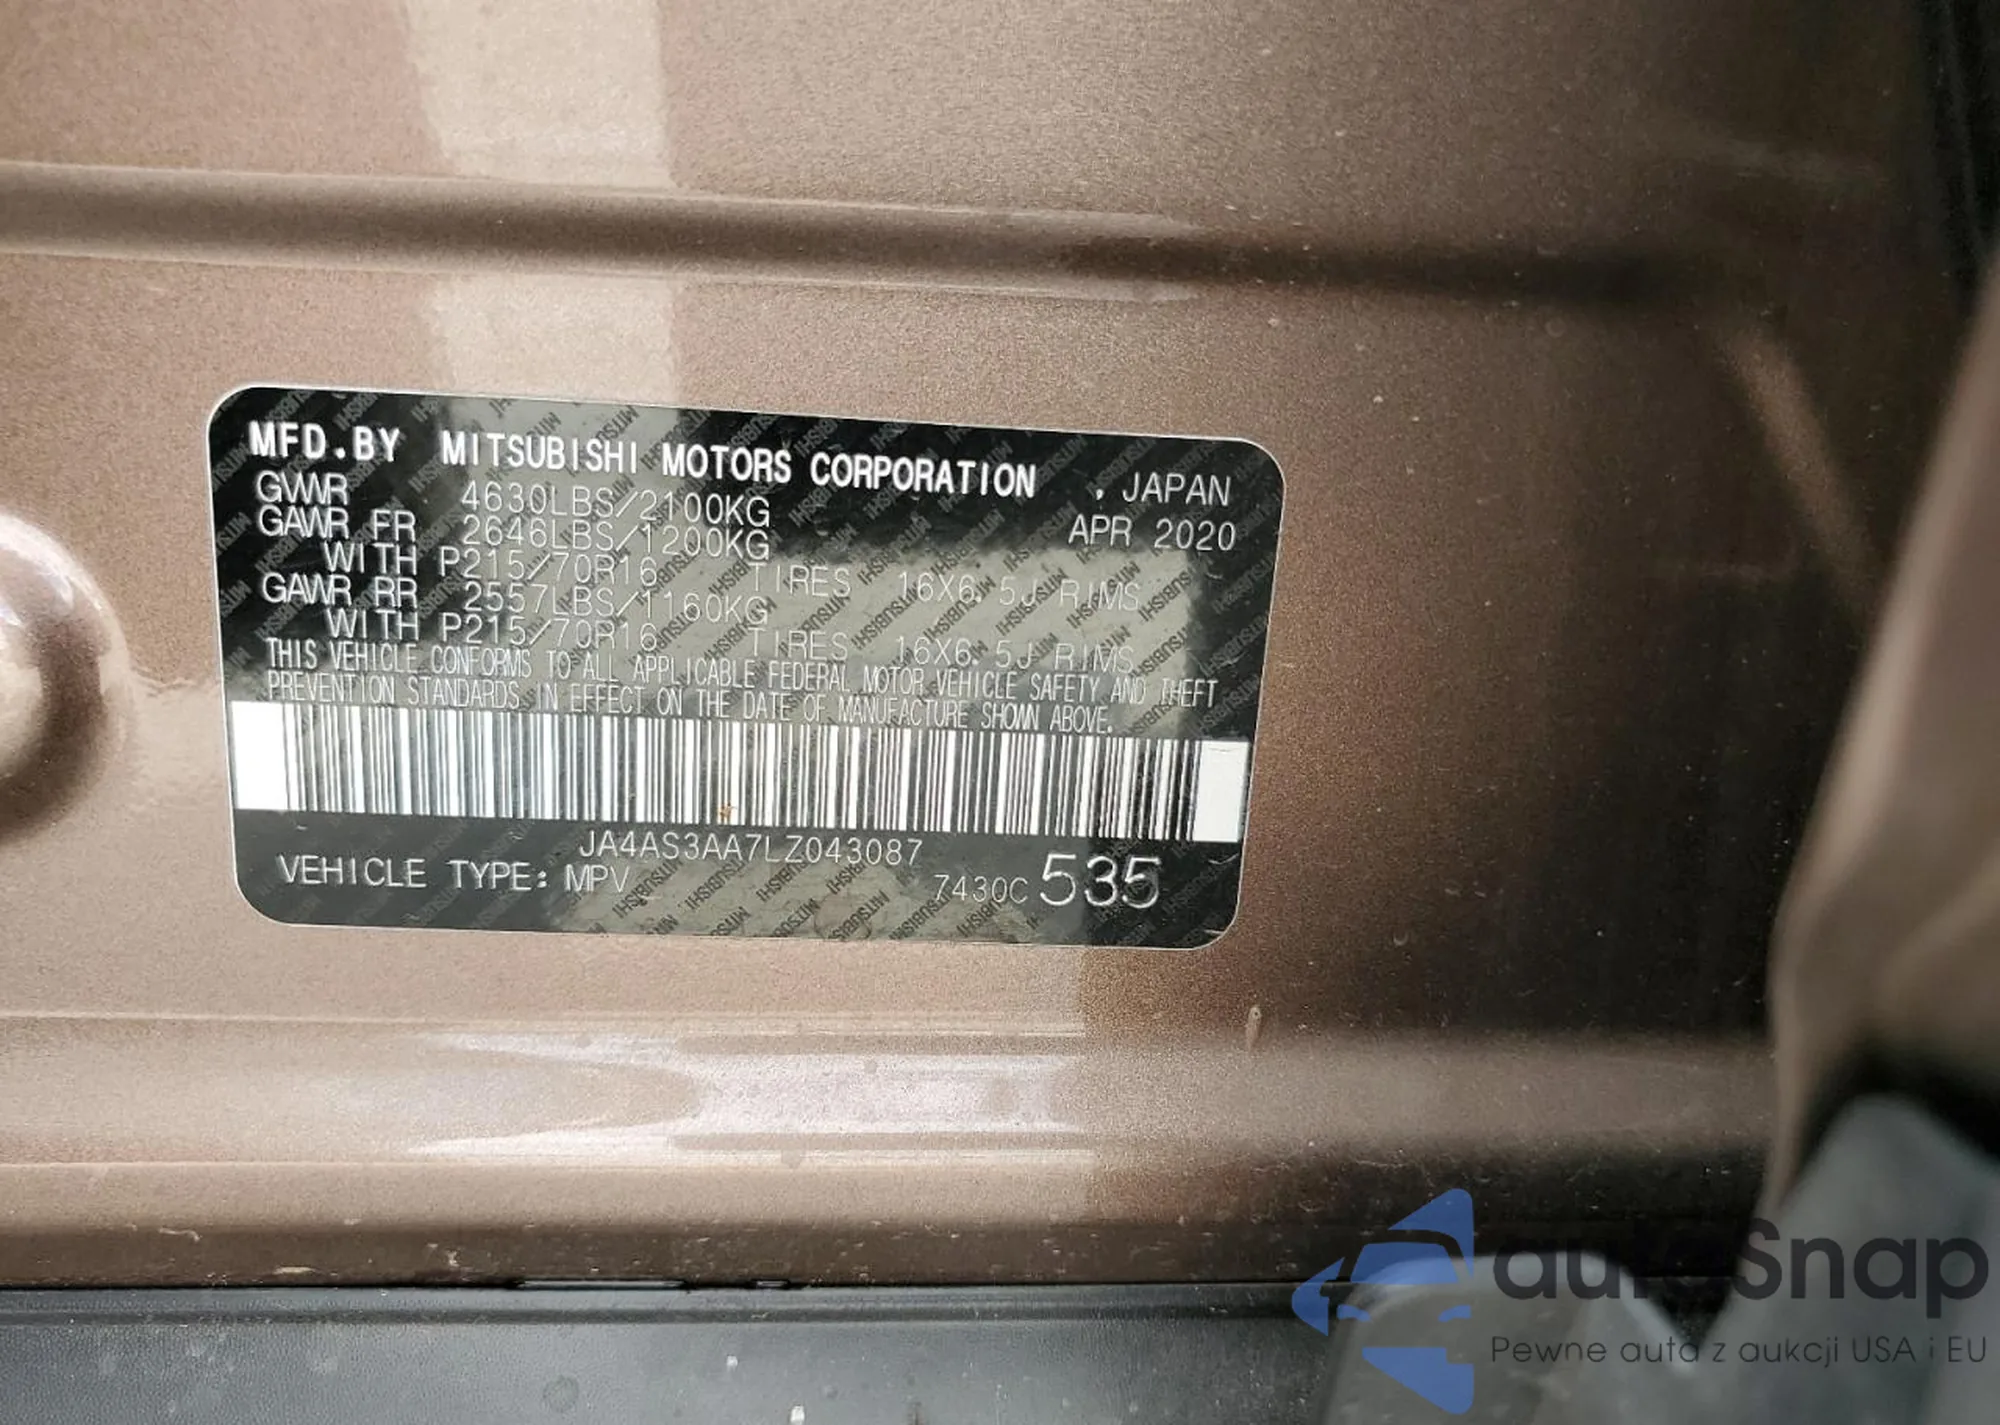 MFD.BY MITSUBISHI MOTORS CORPORATION , JAPAN
GVWR 4630LBS/2100KG APR 2020
GAWR FR 2646LBS/1200KG
WITH P215/70R16 TIRES 16X6.5J RIMS
GAWR RR 2557LBS/1160KG
WITH P215/70R16 TIRES 16X6.5J RIMS
THIS VEHICLE CONFORMS TO ALL APPLICABLE FEDERAL MOTOR VEHICLE SAFETY AND THEFT
PREVENTION STANDARDS IN EFFECT ON THE DATE OF MANUFACTURE SHOWN ABOVE.
JA4AS3AA7LZ043087
VEHICLE TYPE: MPV 7430C 535
autoSnap
Pewne auta z aukcji USA i EU